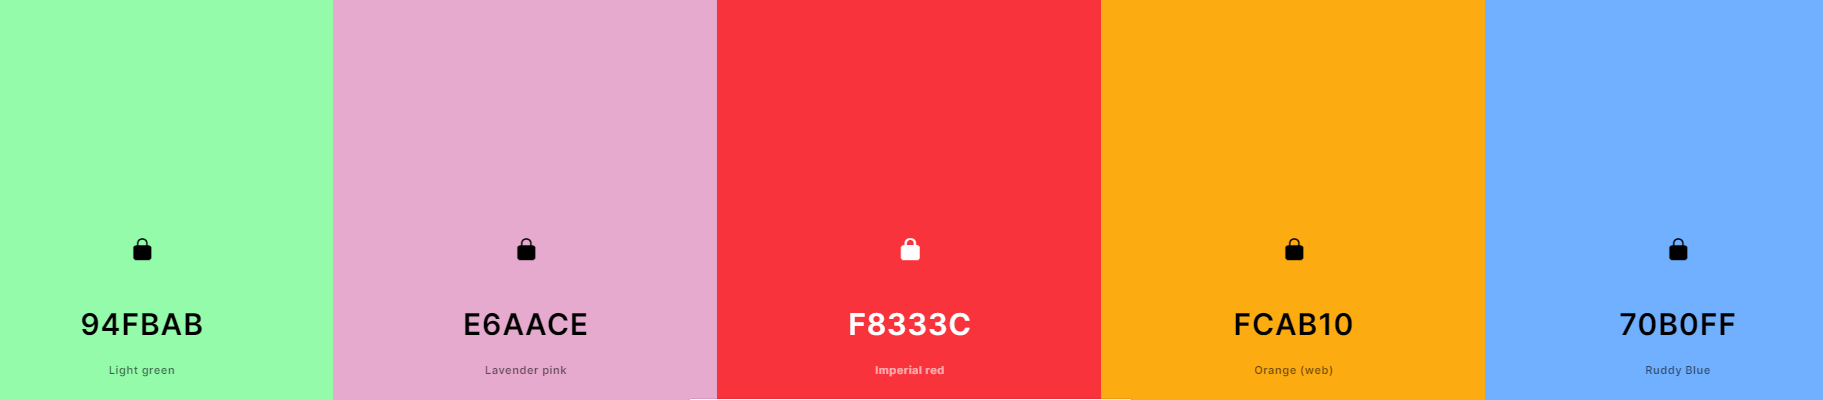 94FBAB
Light green
E6AACE
Lavender pink
F8333C
Imperial red
FCAB10
Orange (web)
70B0FF
Ruddy Blue